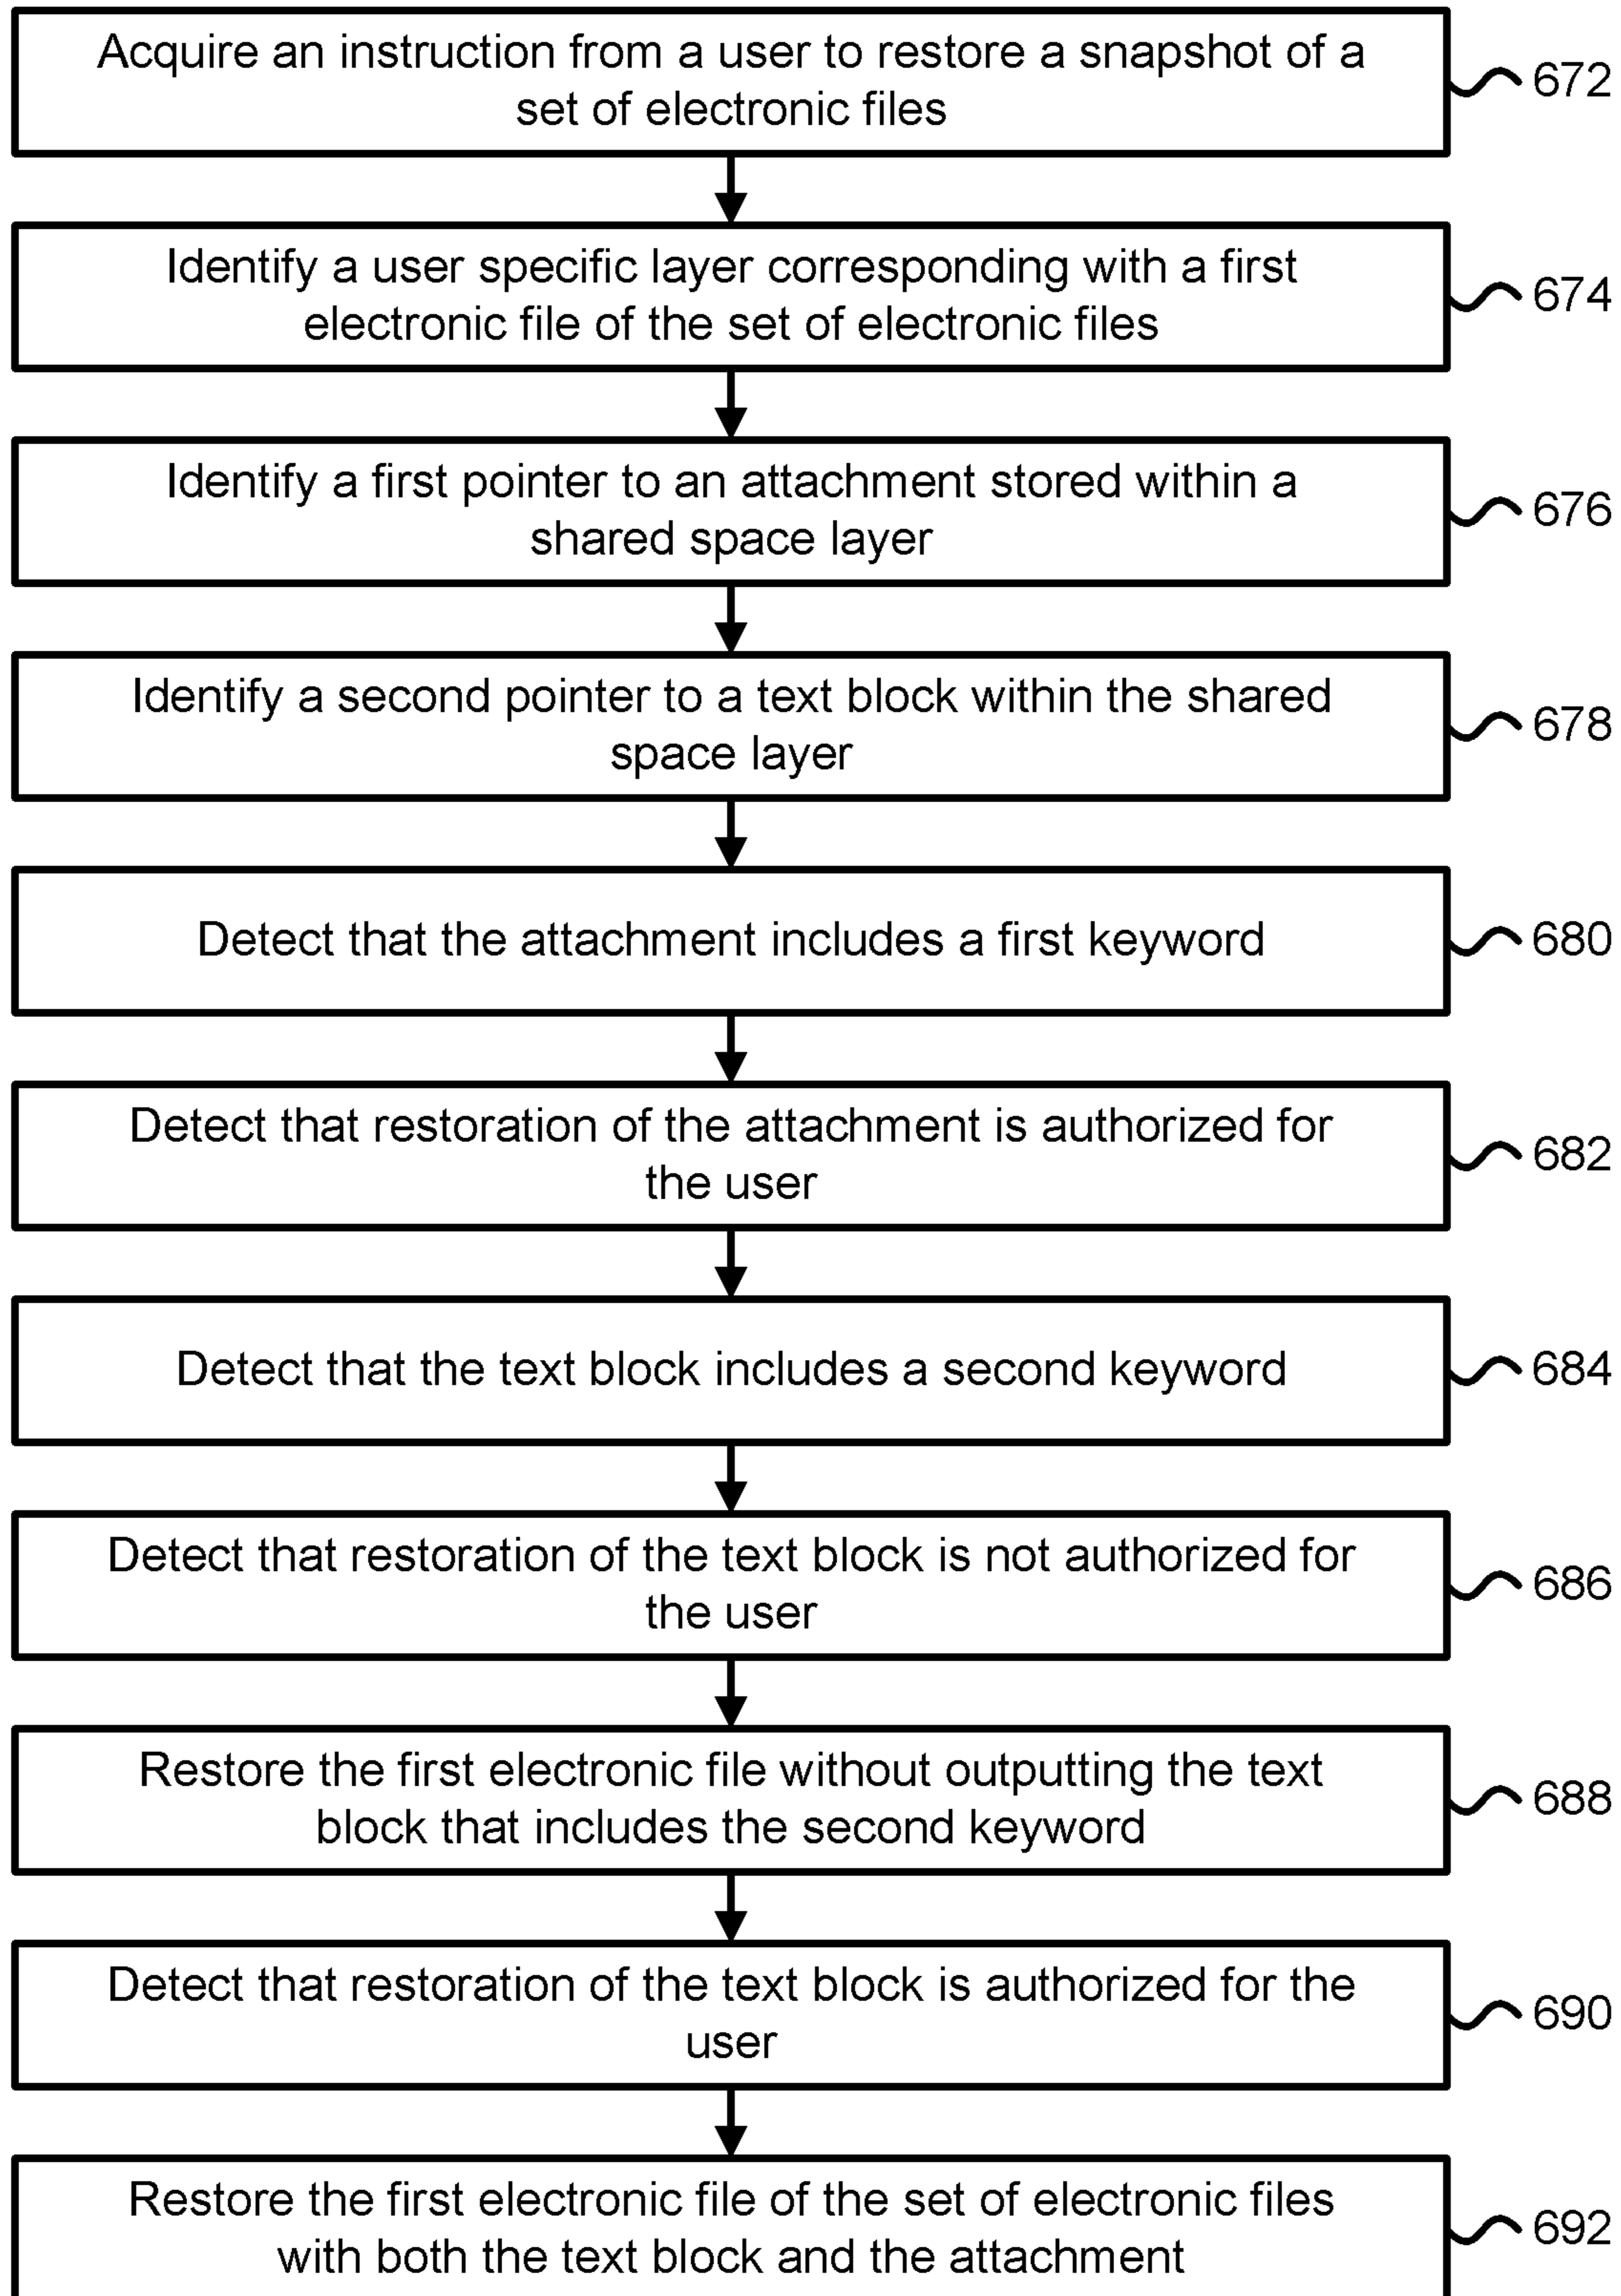 Acquire an instruction from a user to restore a snapshot of a
set of electronic files
672
Identify a user specific layer corresponding with a first
electronic file of the set of electronic files
674
Identify a first pointer to an attachment stored within a
shared space layer
676
Identify a second pointer to a text block within the shared
space layer
678
Detect that the attachment includes a first keyword
680
Detect that restoration of the attachment is authorized for
the user
682
Detect that the text block includes a second keyword
684
Detect that restoration of the text block is not authorized for
the user
686
Restore the first electronic file without outputting the text
block that includes the second keyword
688
Detect that restoration of the text block is authorized for the
user
690
Restore the first electronic file of the set of electronic files
with both the text block and the attachment
692